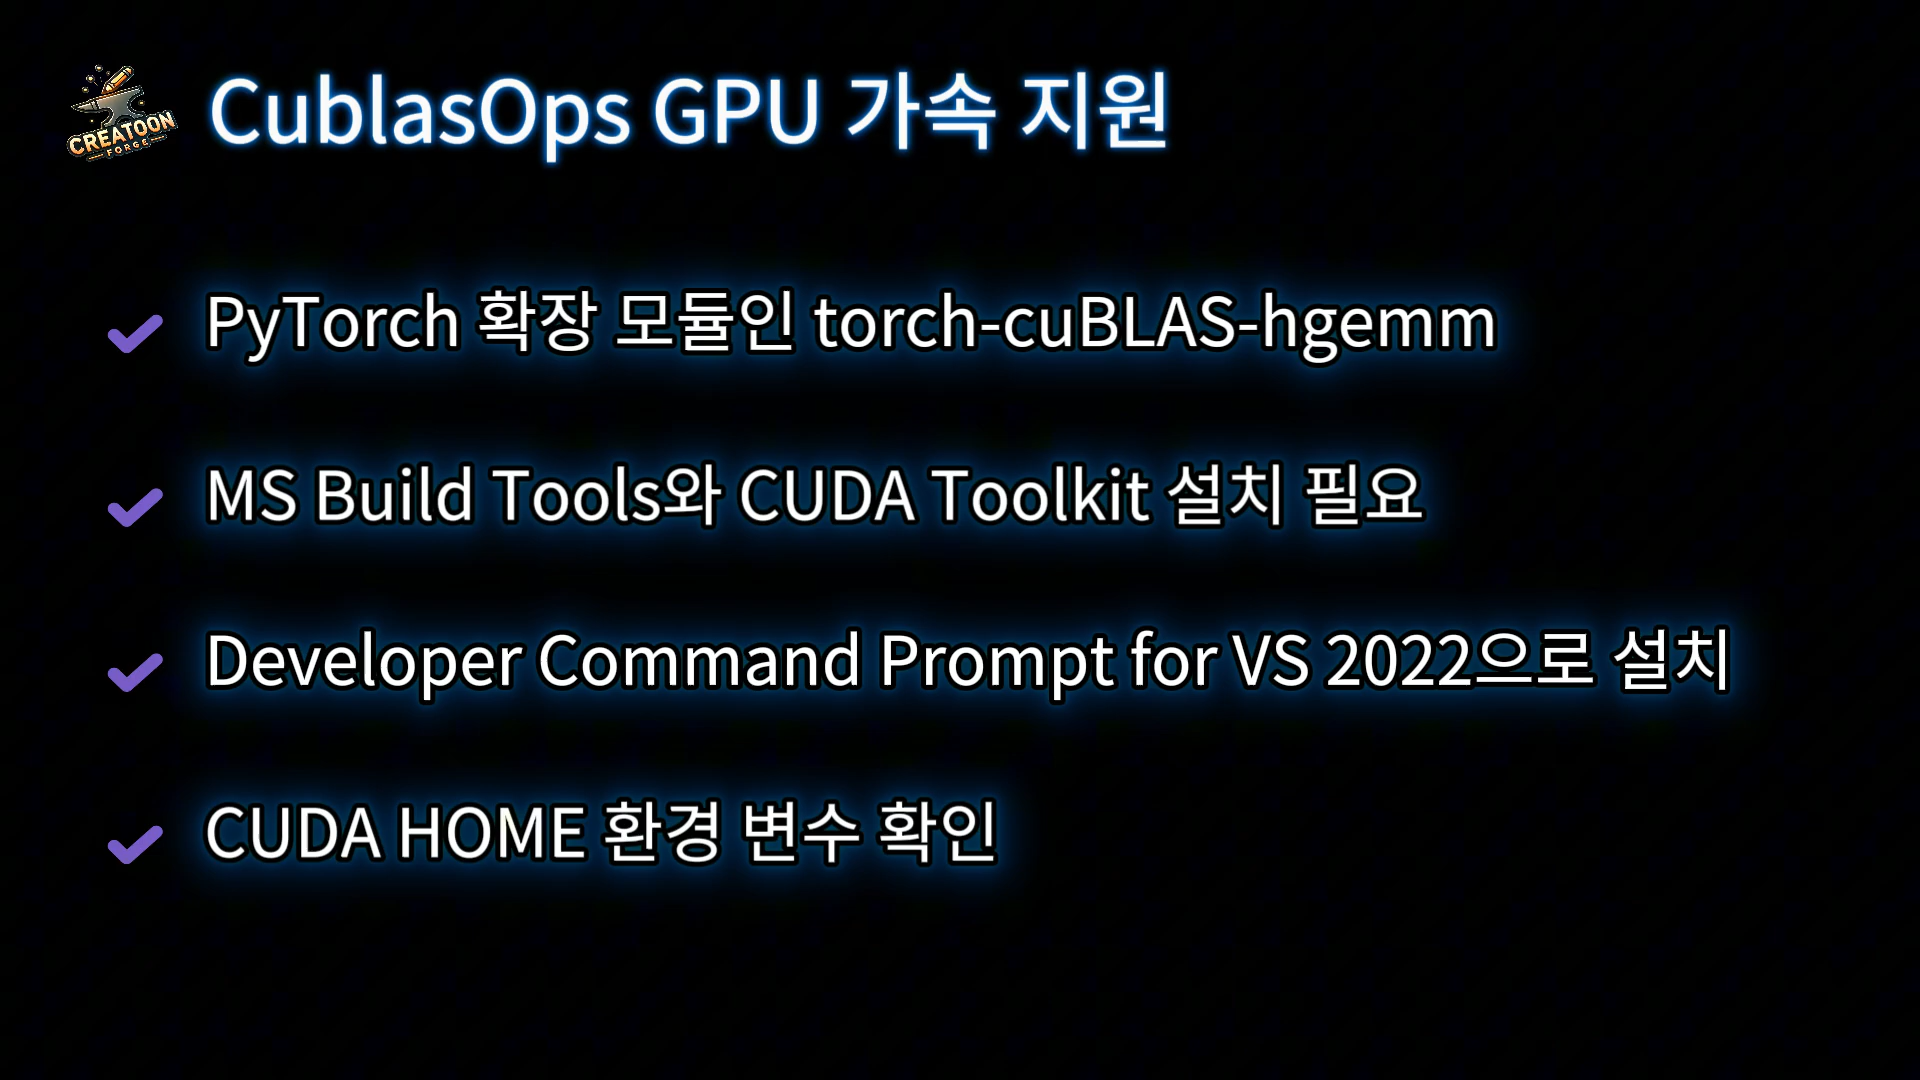 CREATOON
FORGE
CublasOps GPU 가속 지원
PyTorch 확장 모듈인 torch-cuBLAS-hgemm
MS Build Tools와 CUDA Toolkit 설치 필요
Developer Command Prompt for VS 2022으로 설치
CUDA HOME 환경 변수 확인